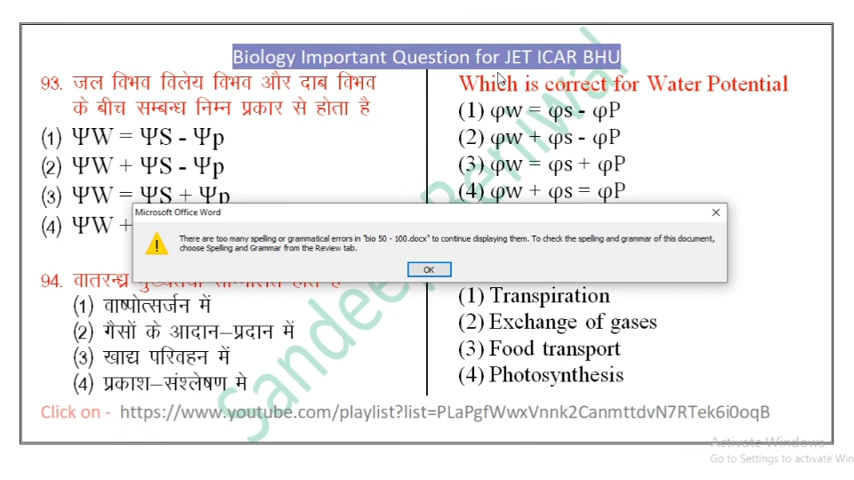 Biology Important Question for JET ICAR BHU
93. जल विभव विलेय विभव और दाब विभव
के बीच सम्बन्ध निम्न प्रकार से होता है
(1) ΨW = ΨS - Ψp
(2) ΨW + ΨS - Ψp
(3) ΨW = ΨS + Ψp
(4) ΨW +
Which is correct for Water Potential
(1) φw = φs - φP
(2) φw + φs - φP
(3) φw = φs + φP
(4) φw + φs = φP
Microsoft Office Word
There are too many spelling or grammatical errors in "bio 50 - 100.docx" to continue displaying them. To check the spelling and grammar of this document,
choose Spelling and Grammar from the Review tab.
OK
94. वातरन्ध्र
(1) वाष्पोत्सर्जन में
(2) गैसों के आदान–प्रदान में
(3) खाद्य परिवहन में
(4) प्रकाश–संश्लेषण मे
(1) Transpiration
(2) Exchange of gases
(3) Food transport
(4) Photosynthesis
Click on - https://www.youtube.com/playlist?list=PLaPgfWwxVnnk2CanmttdvN7RTek6i0oqB
Sandeep Beniwal
Activate Windows
Go to Settings to activate Win